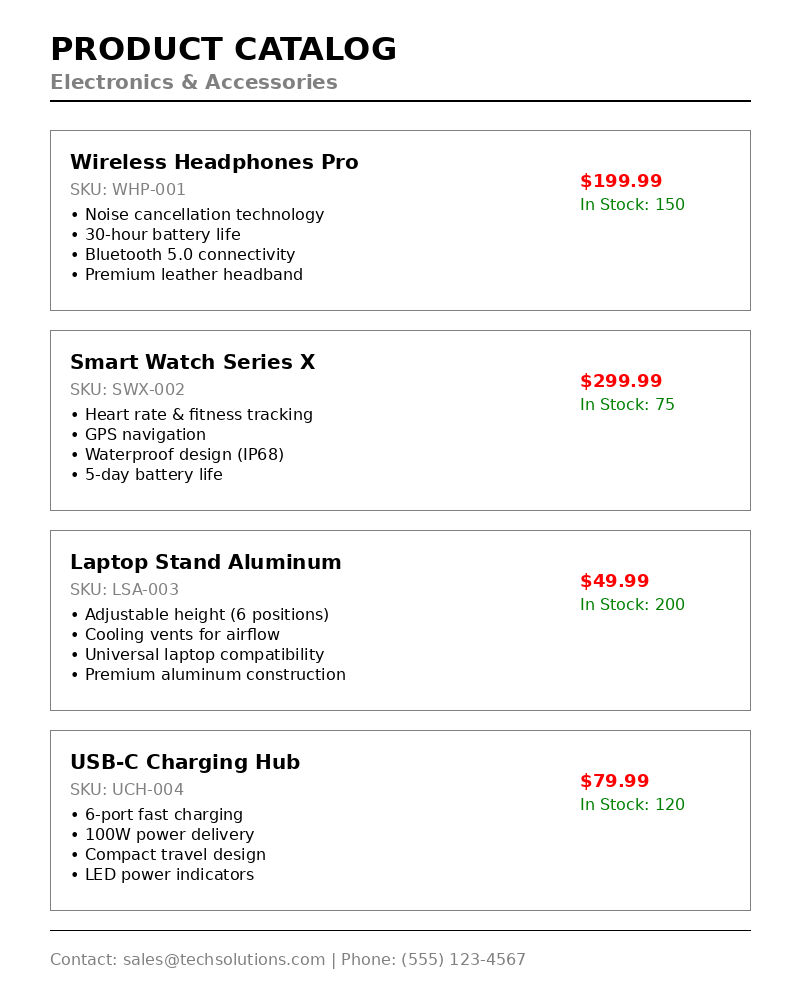 PRODUCT CATALOG
Electronics & Accessories
Wireless Headphones Pro
SKU: WHP-001
• Noise cancellation technology
• 30-hour battery life
• Bluetooth 5.0 connectivity
• Premium leather headband
$199.99
In Stock: 150
Smart Watch Series X
SKU: SWX-002
• Heart rate & fitness tracking
• GPS navigation
• Waterproof design (IP68)
• 5-day battery life
$299.99
In Stock: 75
Laptop Stand Aluminum
SKU: LSA-003
• Adjustable height (6 positions)
• Cooling vents for airflow
• Universal laptop compatibility
• Premium aluminum construction
$49.99
In Stock: 200
USB-C Charging Hub
SKU: UCH-004
• 6-port fast charging
• 100W power delivery
• Compact travel design
• LED power indicators
$79.99
In Stock: 120
Contact: sales@techsolutions.com | Phone: (555) 123-4567